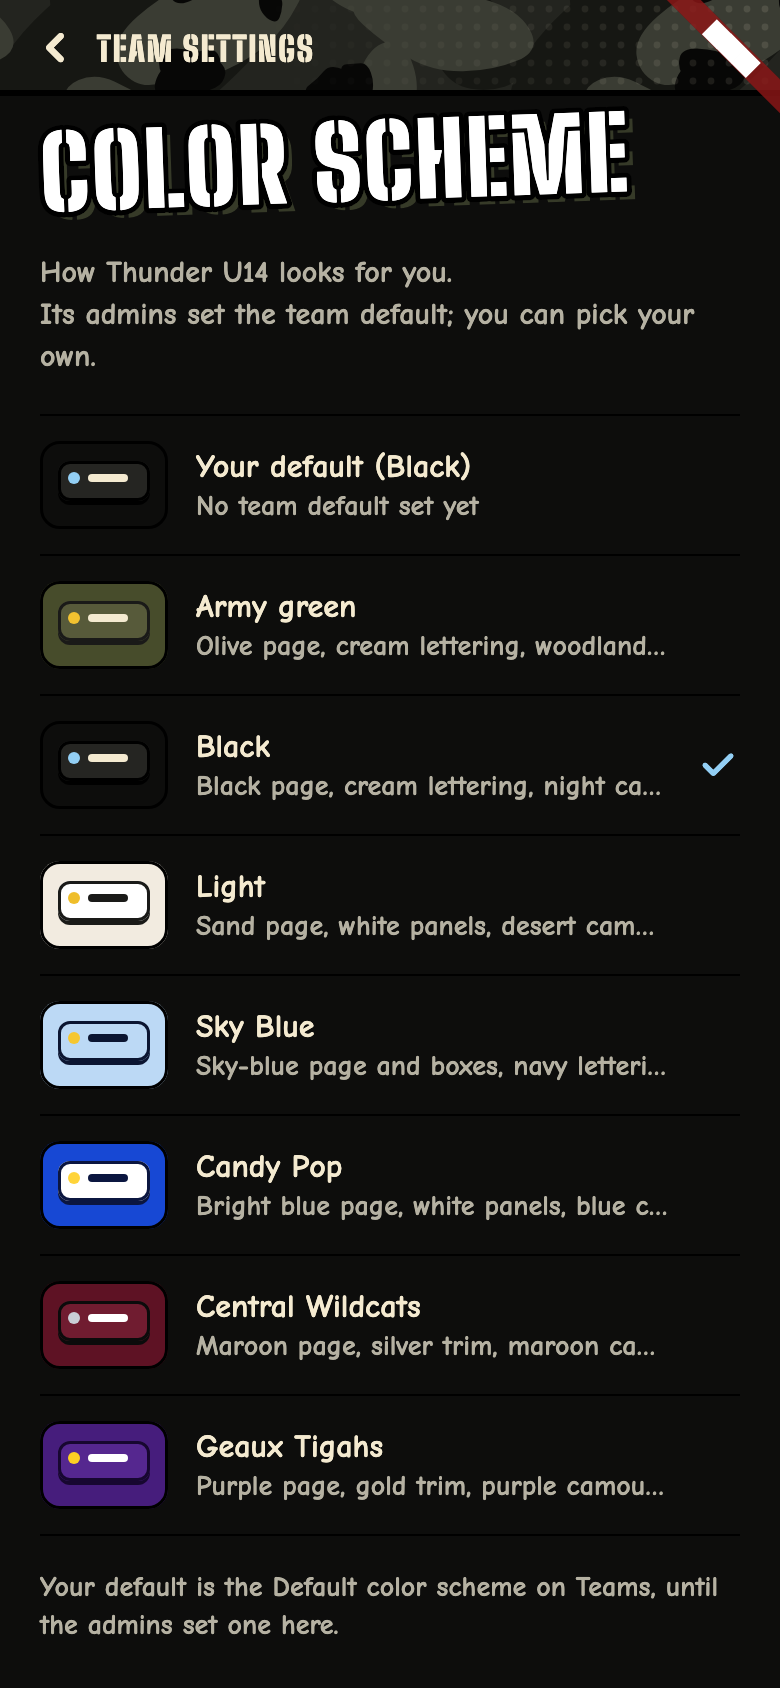 TEAM SETTINGS
COLOR SCHEME
How Thunder U14 looks for you.
Its admins set the team default; you can pick your
own.
Your default (Black)
No team default set yet
Army green
Olive page, cream lettering, woodland...
Black
Black page, cream lettering, night ca...
Light
Sand page, white panels, desert cam...
Sky Blue
Sky-blue page and boxes, navy letteri...
Candy Pop
Bright blue page, white panels, blue c...
Central Wildcats
Maroon page, silver trim, maroon ca...
Geaux Tigahs
Purple page, gold trim, purple camou...
Your default is the Default color scheme on Teams, until
the admins set one here.